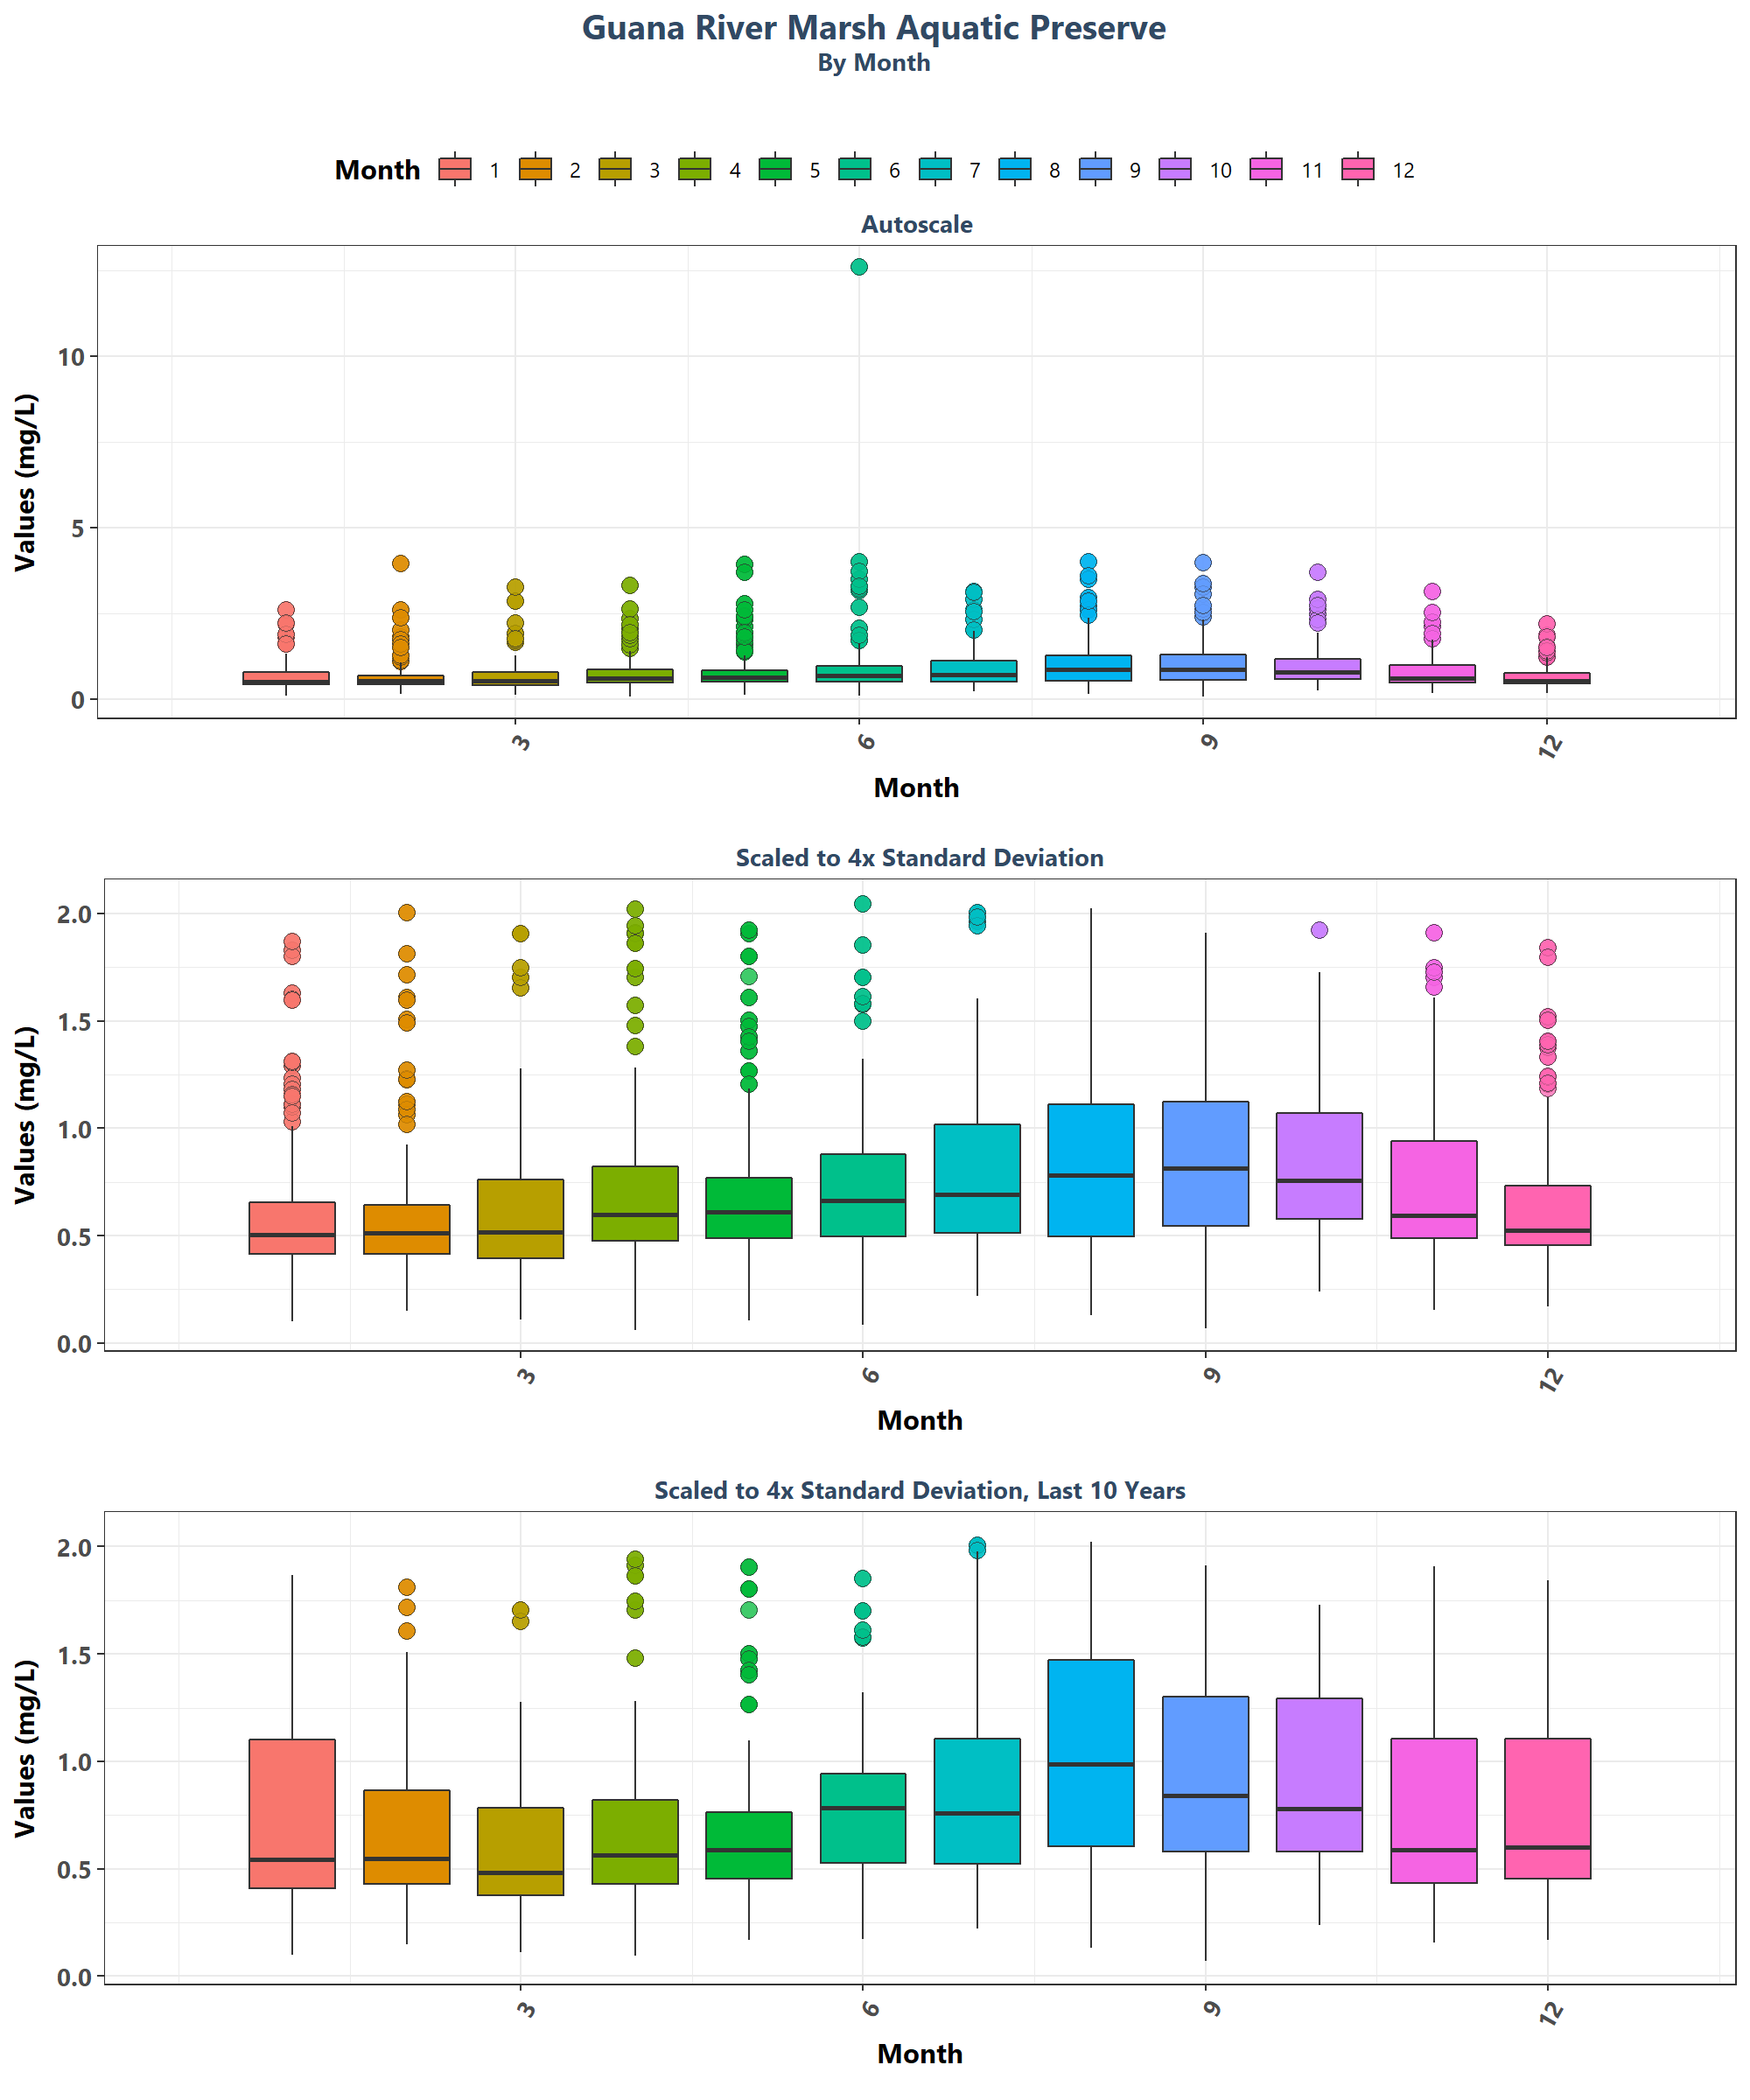 Guana River Marsh Aquatic Preserve
By Month
Month 1 2 3 4 5 6 7 8 9 10 11 12
Autoscale
Values (mg/L)
10
5
0
3 6 9 12
Month
Scaled to 4x Standard Deviation
Values (mg/L)
2.0
1.5
1.0
0.5
0.0
3 6 9 12
Month
Scaled to 4x Standard Deviation, Last 10 Years
Values (mg/L)
2.0
1.5
1.0
0.5
0.0
3 6 9 12
Month